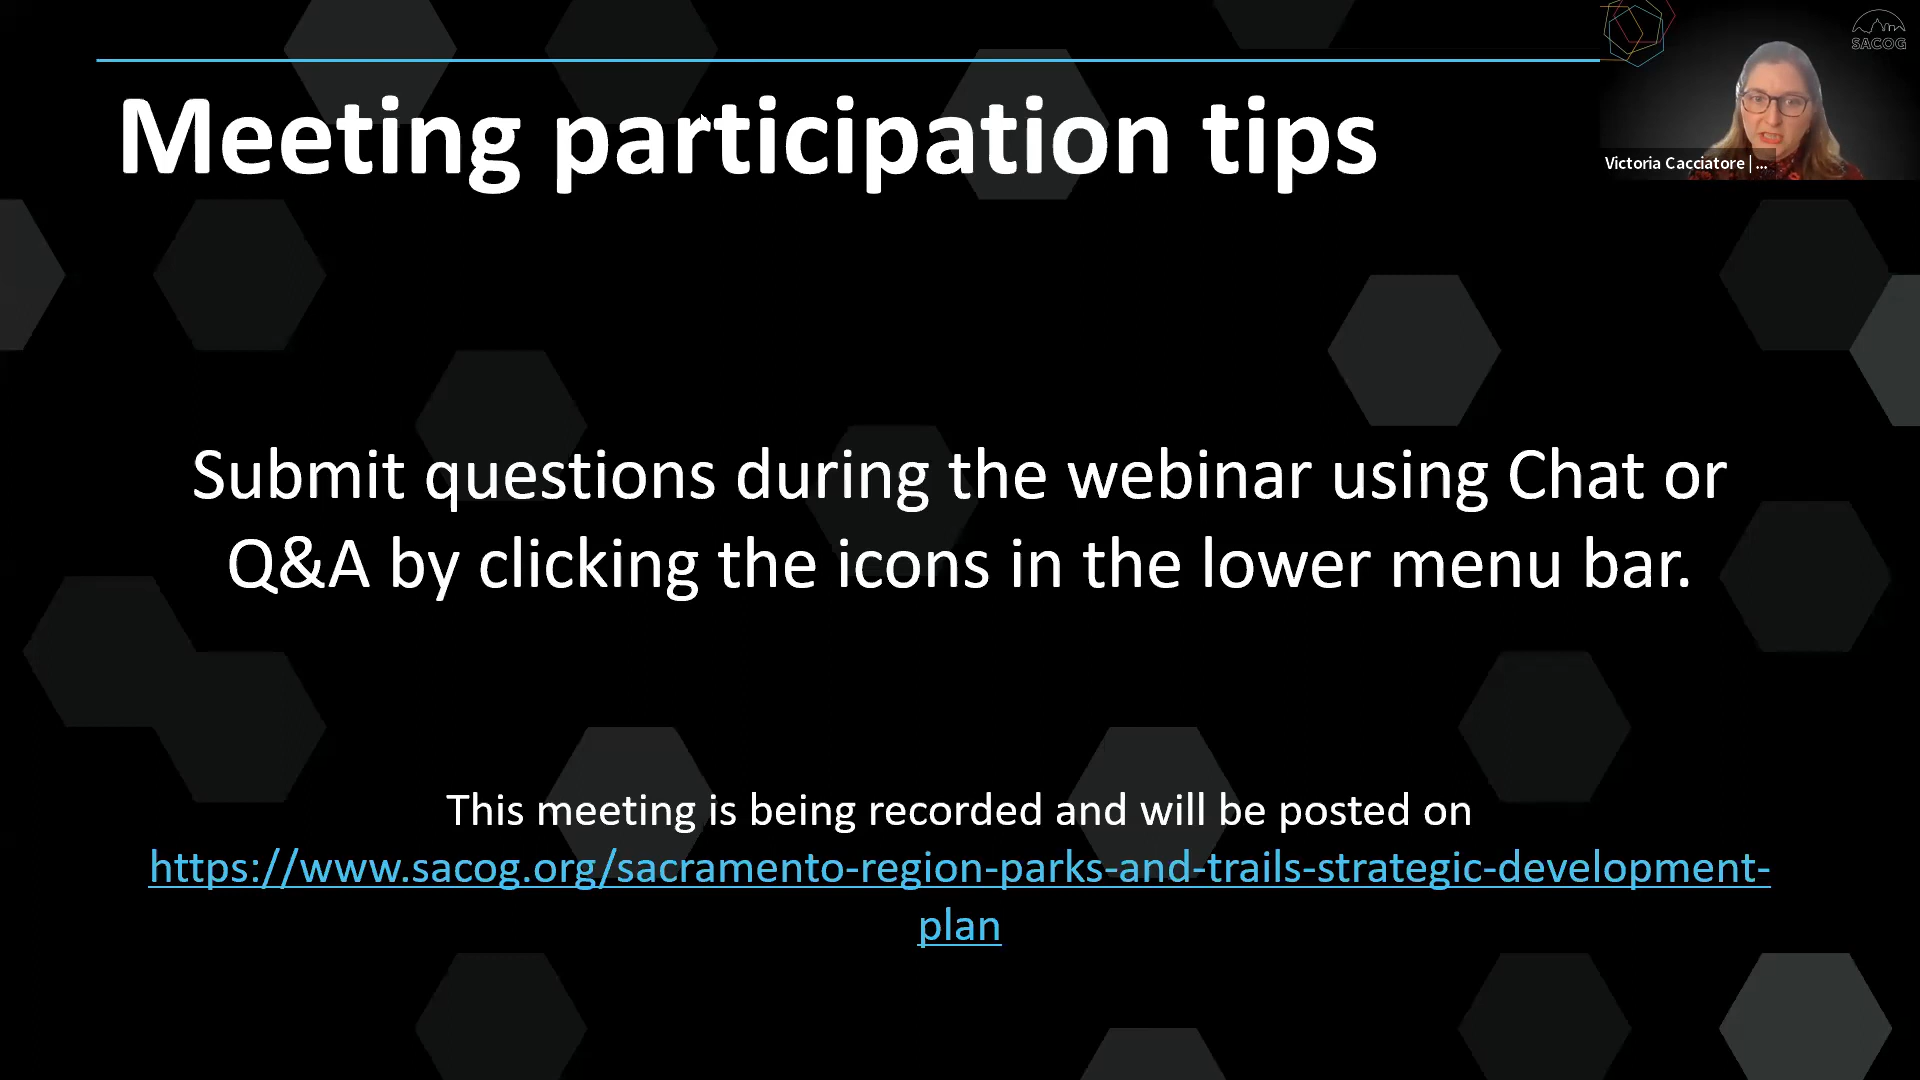 SACOG
Meeting participation tips
Victoria Cacciatore | ...
Submit questions during the webinar using Chat or
Q&A by clicking the icons in the lower menu bar.
This meeting is being recorded and will be posted on
https://www.sacog.org/sacramento-region-parks-and-trails-strategic-development-
plan